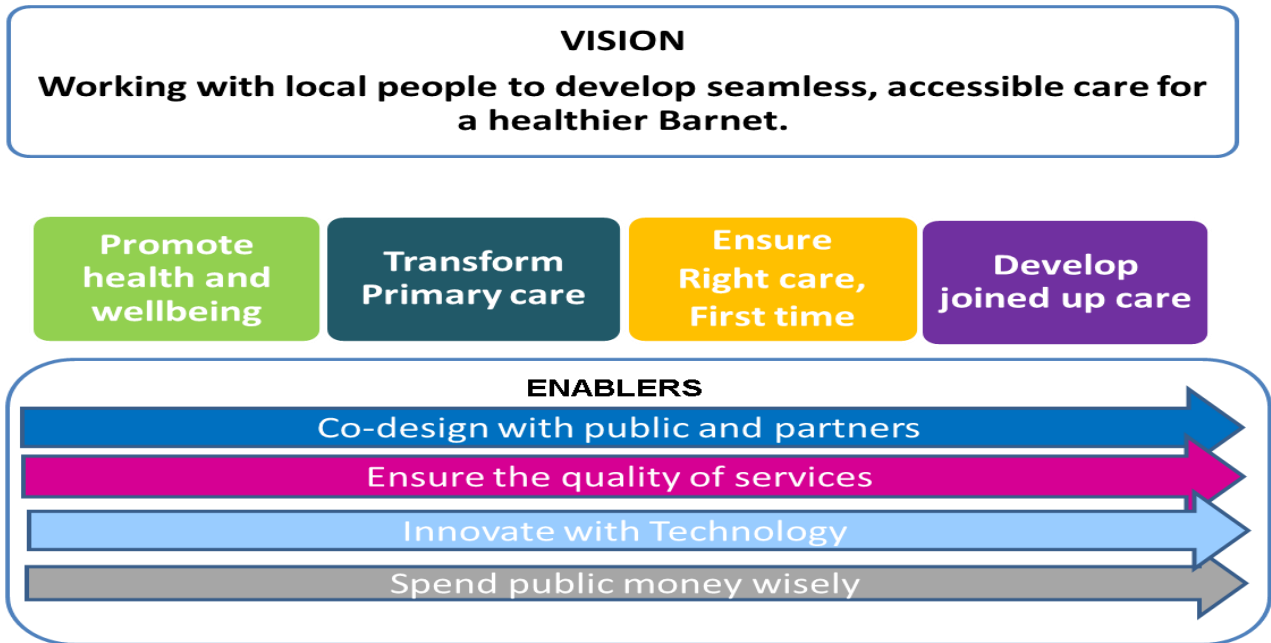 VISION
Working with local people to develop seamless, accessible care for
a healthier Barnet.
Promote
health and
wellbeing
Transform
Primary care
Ensure
Right care,
First time
Develop
joined up care
ENABLERS
Co-design with public and partners
Ensure the quality of services
Innovate with Technology
Spend public money wisely